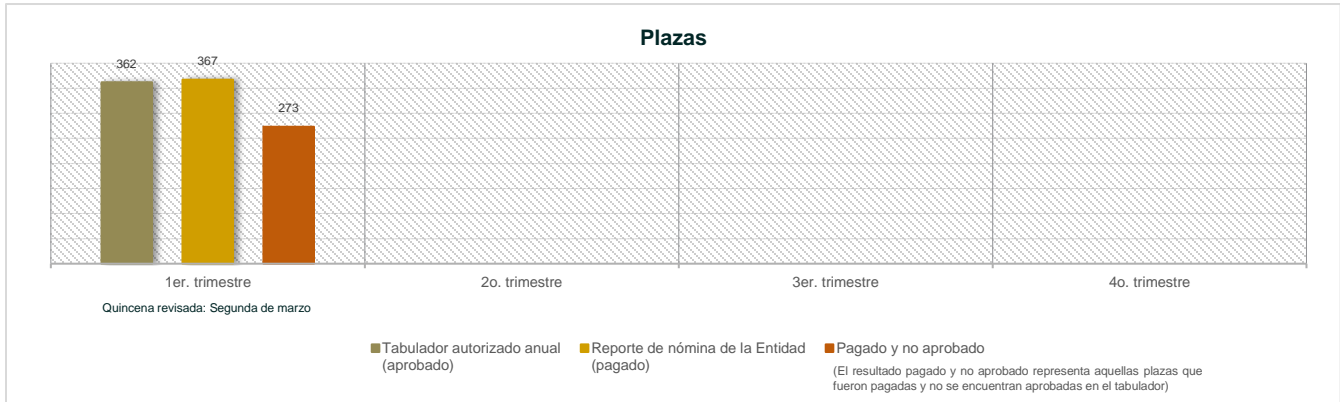 Plazas
362
367
273
1er. trimestre
2o. trimestre
3er. trimestre
4o. trimestre
Quincena revisada: Segunda de marzo
Tabulador autorizado anual
(aprobado)
Reporte de nómina de la Entidad
(pagado)
Pagado y no aprobado
(El resultado pagado y no aprobado representa aquellas plazas que
fueron pagadas y no se encuentran aprobadas en el tabulador)